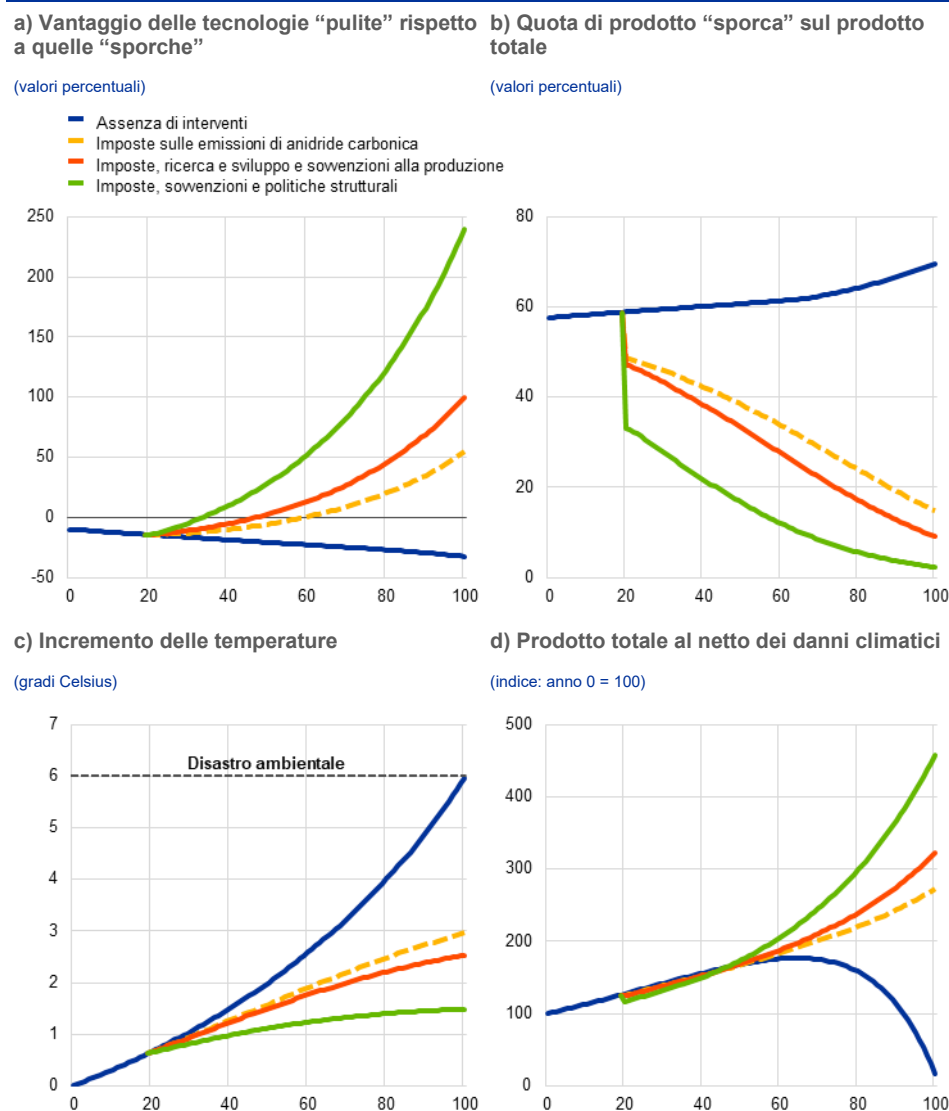 a) Vantaggio delle tecnologie “pulite” rispetto
a quelle “sporche”
(valori percentuali)
b) Quota di prodotto “sporca” sul prodotto
totale
(valori percentuali)
Assenza di interventi
Imposte sulle emissioni di anidride carbonica
Imposte, ricerca e sviluppo e sovvenzioni alla produzione
Imposte, sovvenzioni e politiche strutturali
250
200
150
100
50
0
-50
0 20 40 60 80 100
80
60
40
20
0
0 20 40 60 80 100
c) Incremento delle temperature
(gradi Celsius)
7
6
5
4
3
2
1
0
Disastro ambientale
0 20 40 60 80 100
d) Prodotto totale al netto dei danni climatici
(indice: anno 0 = 100)
500
400
300
200
100
0
0 20 40 60 80 100